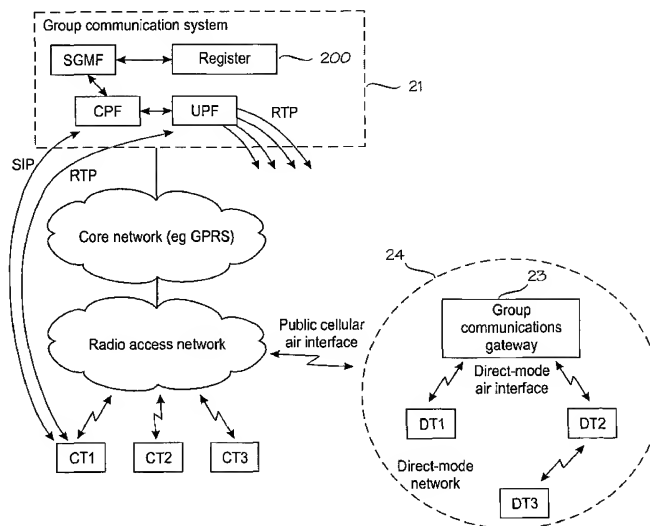 Group communication system
SGMF
Register
200
21
CPF
UPF
RTP
SIP
RTP
Core network (eg GPRS)
Radio access network
Public cellular
air interface
24
23
Group
communications
gateway
Direct-mode
air interface
DT1
DT2
Direct-mode
network
DT3
CT1
CT2
CT3